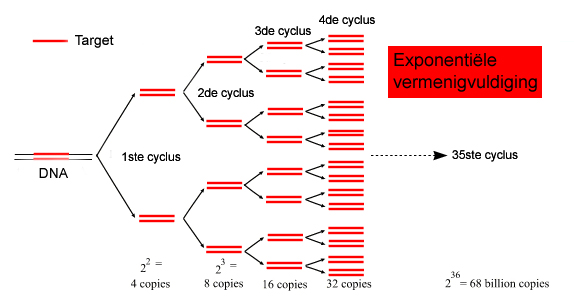 Target
3de cyclus
4de cyclus
Exponentiële
vermenigvuldiging
2de cyclus
1ste cyclus
35ste cyclus
DNA
2² =
4 copies
2³ =
8 copies
16 copies
32 copies
2³⁶ = 68 billion copies